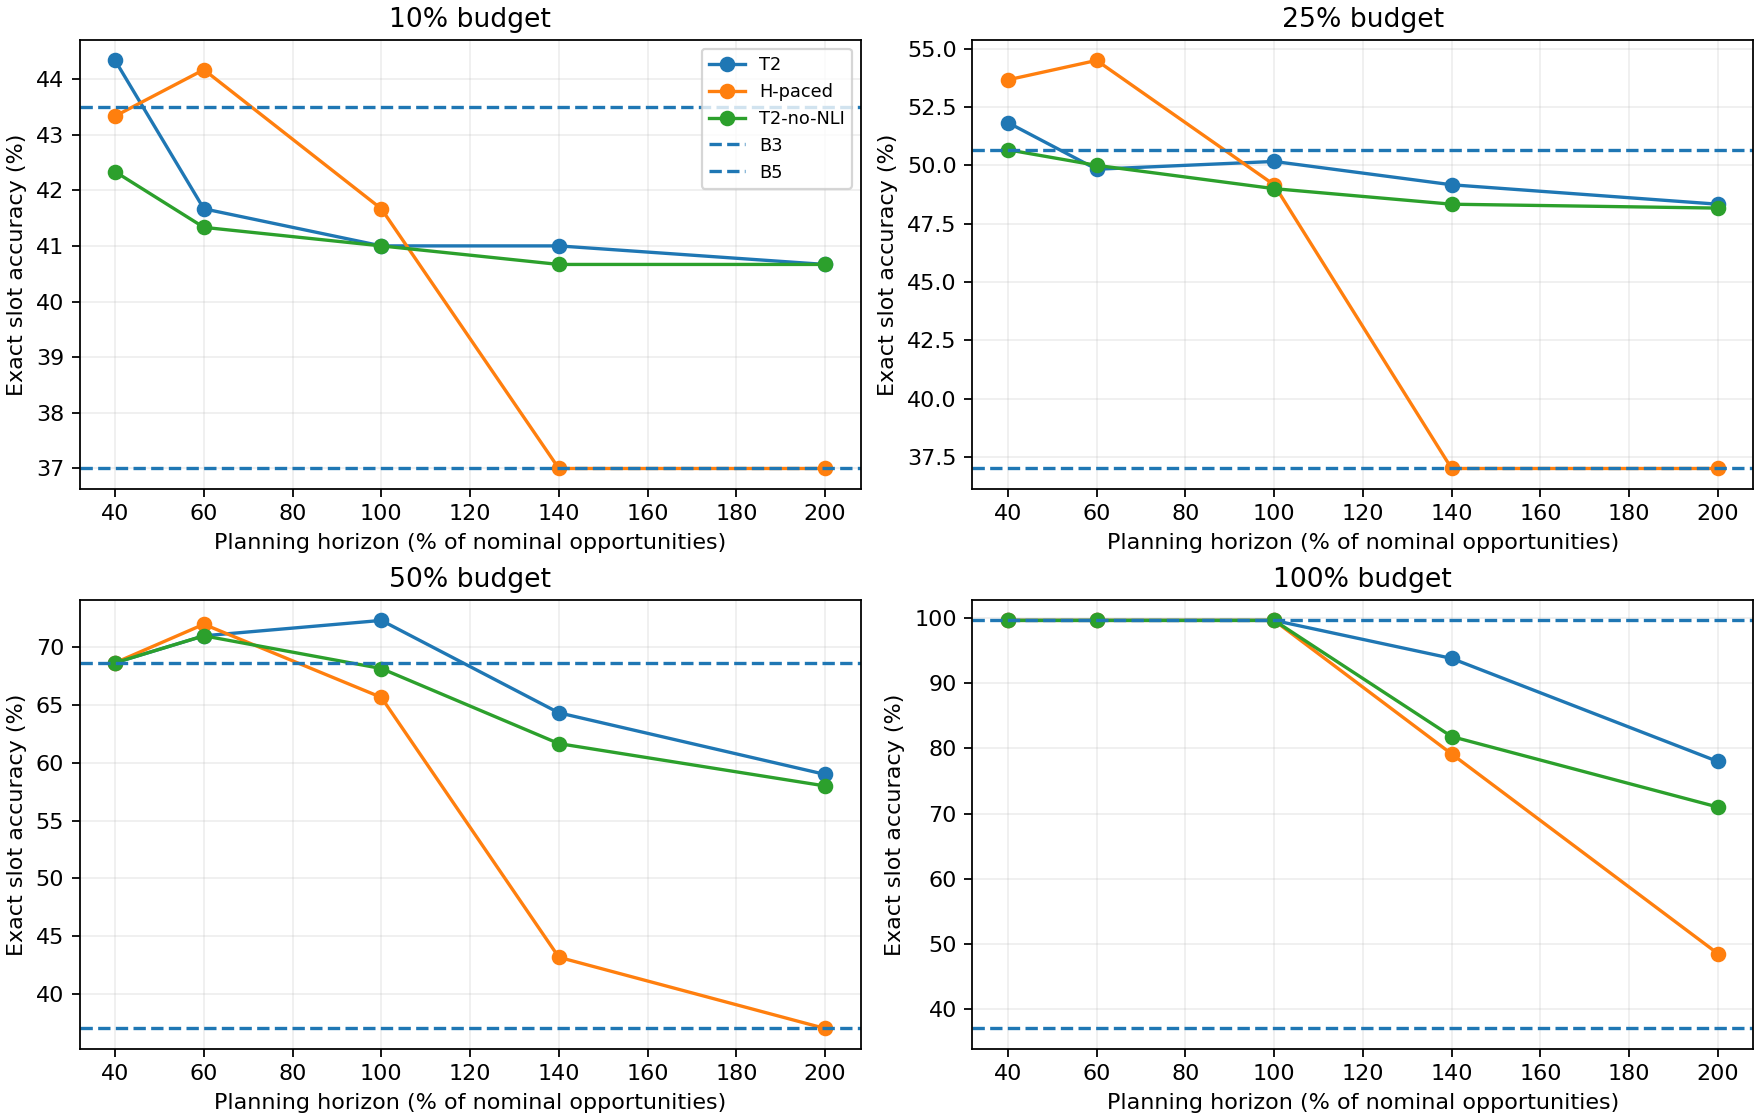 10% budget
44
43
42
41
40
39
38
37
Exact slot accuracy (%)
T2
H-paced
T2-no-NLI
B3
B5
40 60 80 100 120 140 160 180 200
Planning horizon (% of nominal opportunities)
25% budget
55.0
52.5
50.0
47.5
45.0
42.5
40.0
37.5
Exact slot accuracy (%)
40 60 80 100 120 140 160 180 200
Planning horizon (% of nominal opportunities)
50% budget
70
65
60
55
50
45
40
Exact slot accuracy (%)
40 60 80 100 120 140 160 180 200
Planning horizon (% of nominal opportunities)
100% budget
100
90
80
70
60
50
40
Exact slot accuracy (%)
40 60 80 100 120 140 160 180 200
Planning horizon (% of nominal opportunities)